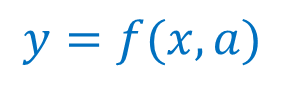 y = f(x, a)